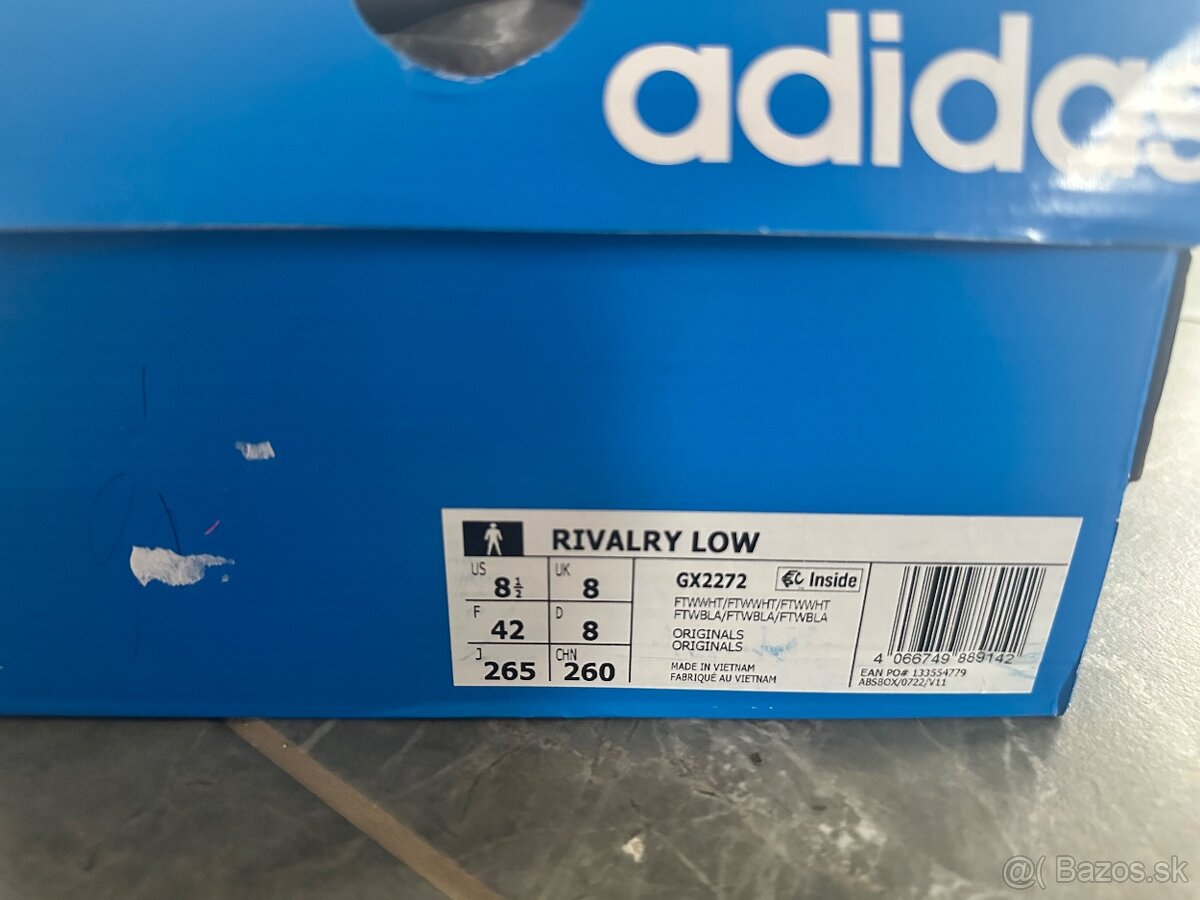 adidas
RIVALRY LOW
US 8½ UK 8
F 42 D 8
J 265 CHN 260
GX2272 Inside
FTWWHT/FTWWHT/FTWWHT
FTWBLA/FTWBLA/FTWBLA
ORIGINALS
ORIGINALS
MADE IN VIETNAM
FABRIQUÉ AU VIETNAM
4 066749 889142
EAN PO# 133554779
ABSBOX/0722/V11
@( Bazos.sk